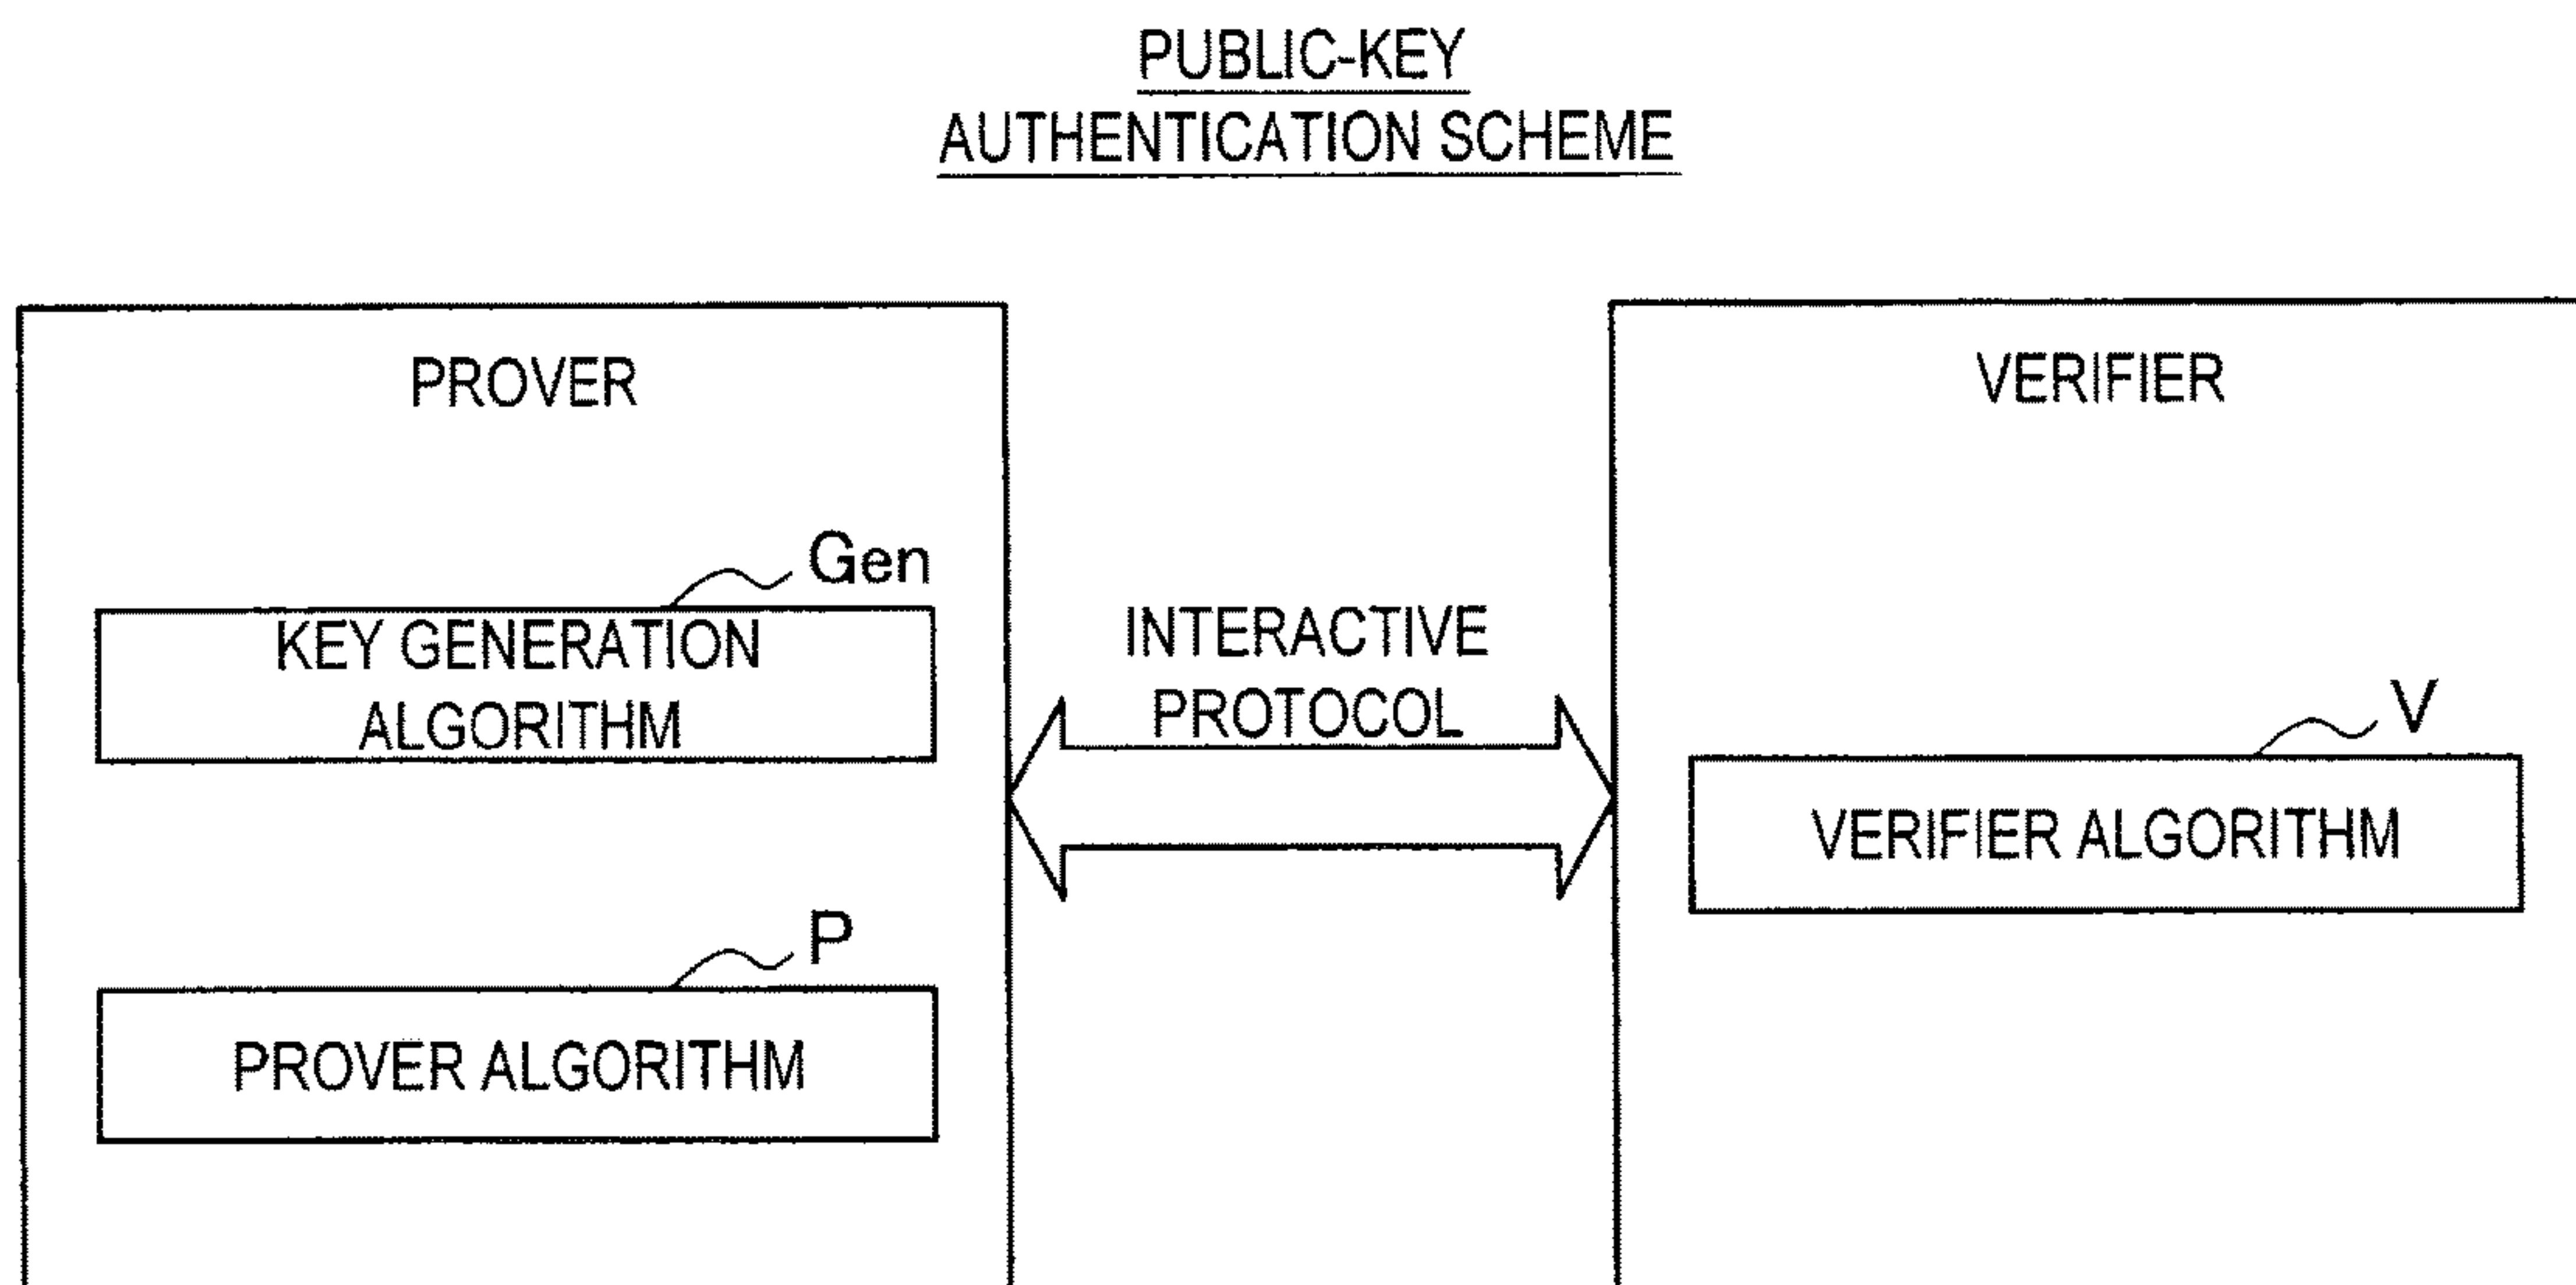 PUBLIC-KEY
AUTHENTICATION SCHEME
PROVER
Gen
KEY GENERATION
ALGORITHM
P
PROVER ALGORITHM
INTERACTIVE
PROTOCOL
VERIFIER
V
VERIFIER ALGORITHM